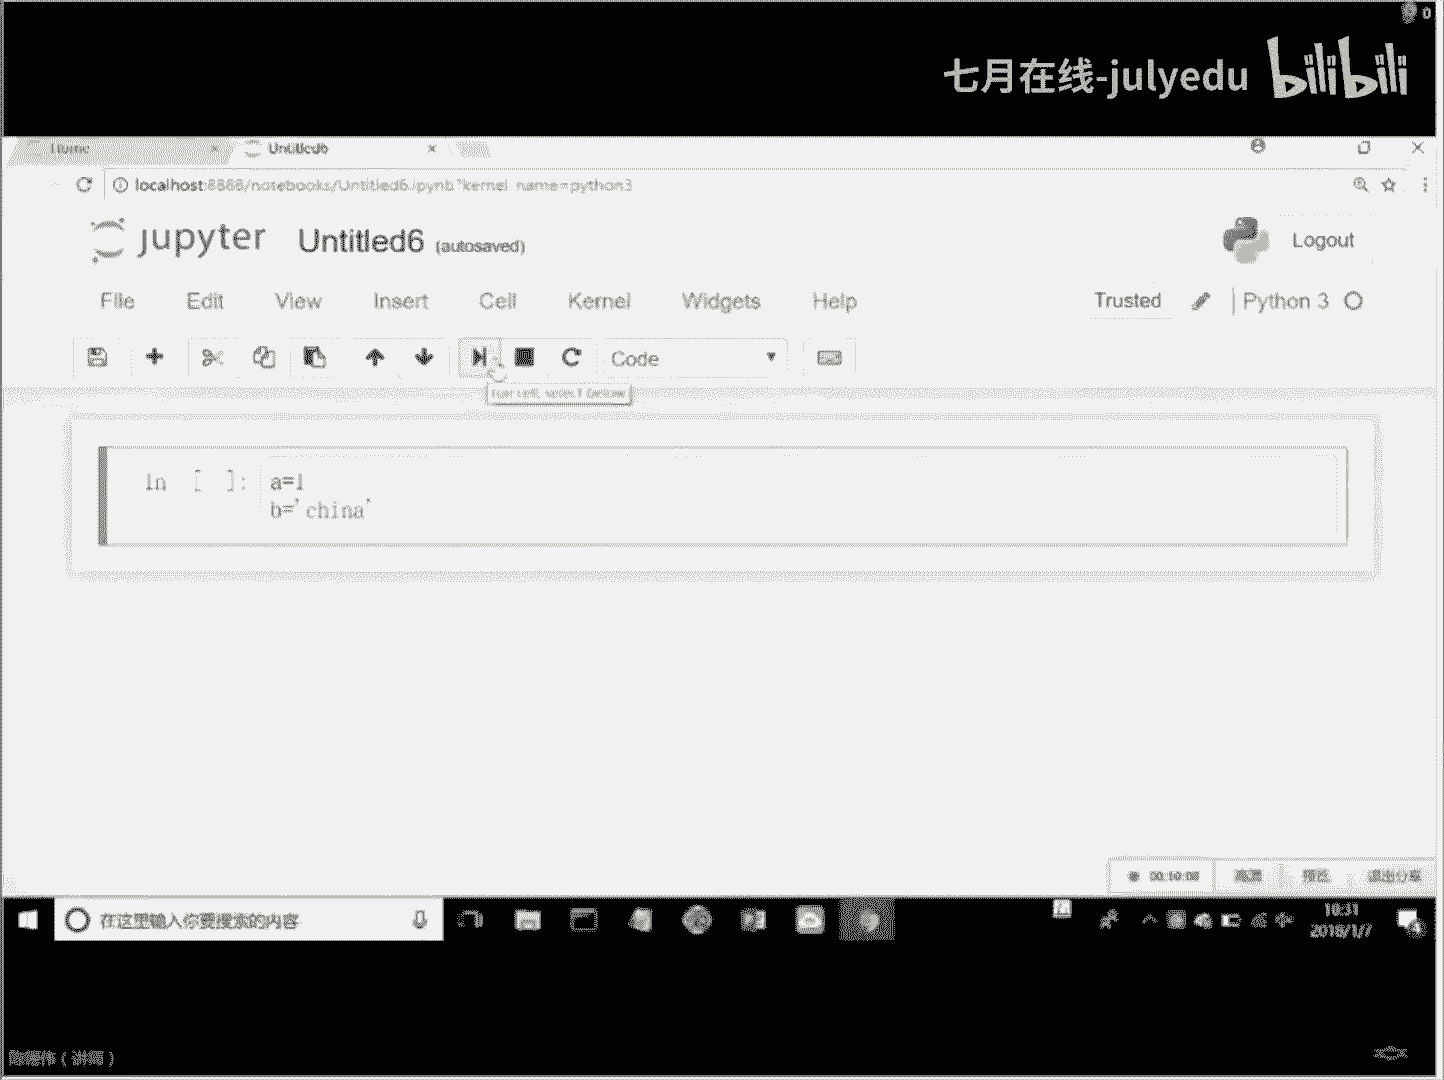 0
七月在线-julyedu bilibili
Home Untitled6
localhost:8888/notebooks/Untitled6.ipynb?kernel_name=python3
jupyter Untitled6 (autosaved) Logout
File Edit View Insert Cell Kernel Widgets Help Trusted Python 3
Code
run cell, select below
In [ ]: a=1
b='china'
00:10:08 高清 预览 退出分享
在这里输入你要搜索的内容
10:31
2018/1/7
（讲师）